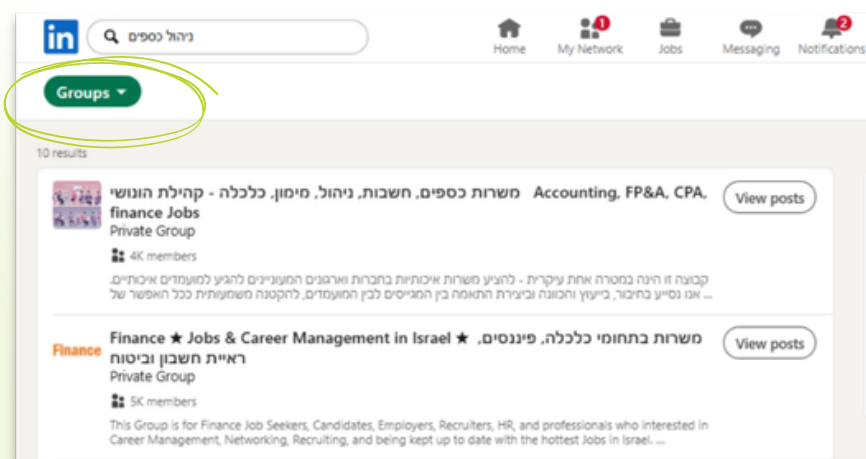 in
ניהול כספים
Home
My Network
Jobs
Messaging
Notifications
1
2
Groups
10 results
משרות כספים, חשבות, ניהול, מימון, כלכלה - קהילת הונושי Accounting, FP&A, CPA,
finance Jobs
Private Group
4K members
קבוצה זו הינה במטרה אחת עיקרית - להציע משרות איכותיות בחברות וארגונים המעוניינים להגיע למועמדים איכותיים.
אנו נסייע בחיבור, בייעוץ והכוונה וביצירת התאמה בין המגייסים לבין המועמדים, להקטנה משמעותית ככל האפשר של ...
View posts
Finance
Finance ★ Jobs & Career Management in Israel ★ משרות בתחומי כלכלה, פיננסים,
ראיית חשבון וביטוח
Private Group
5K members
This Group is for Finance Job Seekers, Candidates, Employers, Recruiters, HR, and professionals who interested in
Career Management, Networking, Recruiting, and being kept up to date with the hottest Jobs in Israel. ...
View posts